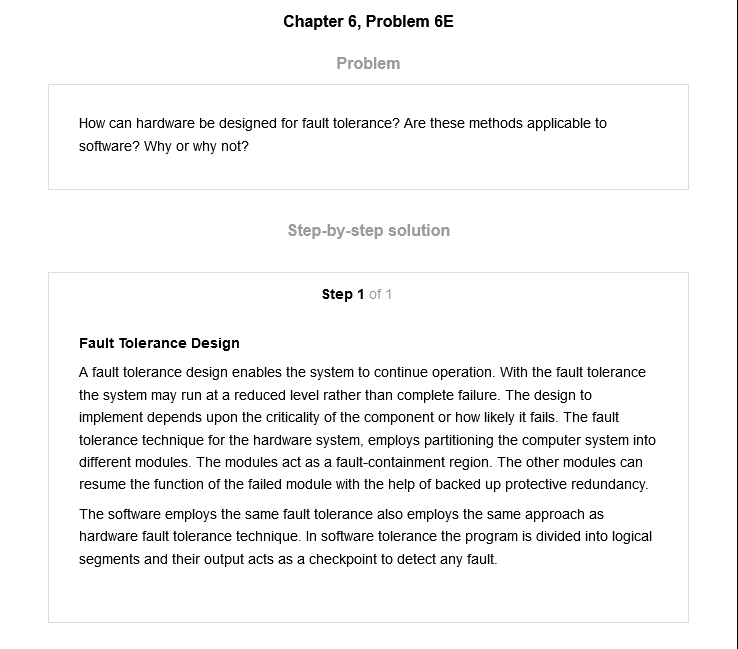 Chapter 6, Problem 6E
Problem
How can hardware be designed for fault tolerance? Are these methods applicable to
software? Why or why not?
Step-by-step solution
Step 1 of 1
Fault Tolerance Design
A fault tolerance design enables the system to continue operation. With the fault tolerance
the system may run at a reduced level rather than complete failure. The design to
implement depends upon the criticality of the component or how likely it fails. The fault
tolerance technique for the hardware system, employs partitioning the computer system into
different modules. The modules act as a fault-containment region. The other modules can
resume the function of the failed module with the help of backed up protective redundancy.
The software employs the same fault tolerance also employs the same approach as
hardware fault tolerance technique. In software tolerance the program is divided into logical
segments and their output acts as a checkpoint to detect any fault.